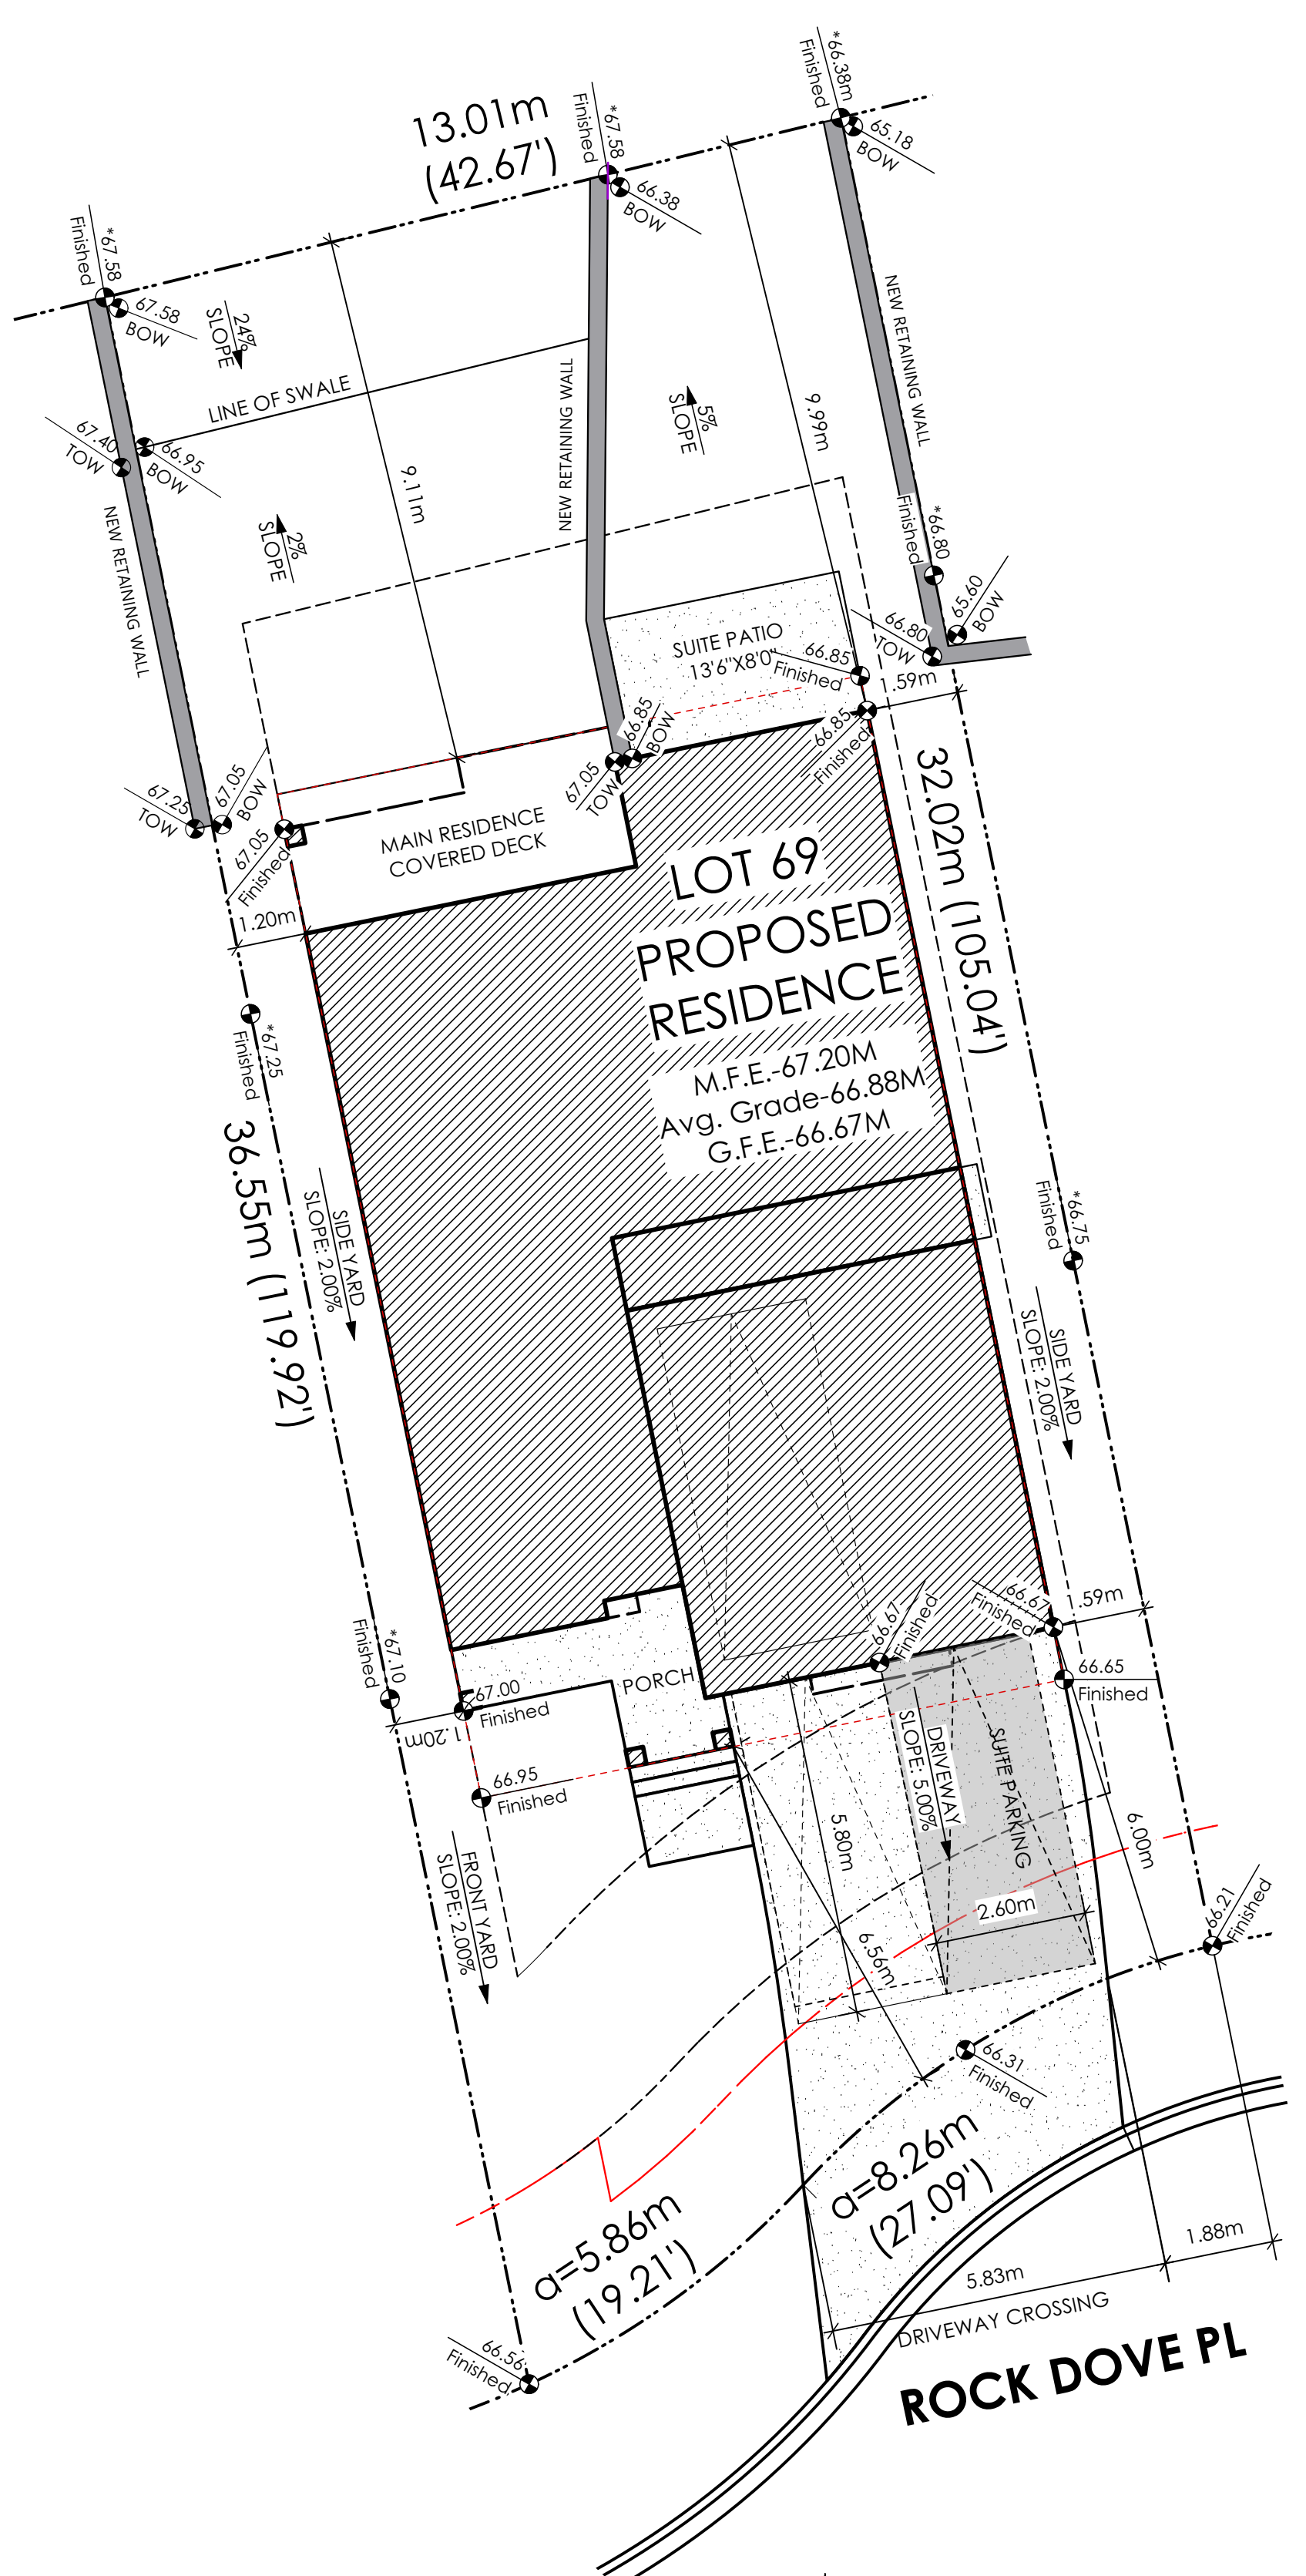 *66.38m
Finished
65.18
BOW
13.01m
(42.67')
*67.58
Finished
66.38
BOW
*67.58
Finished
67.58
BOW
24%
SLOPE
LINE OF SWALE
67.40
TOW
66.95
BOW
NEW RETAINING WALL
NEW RETAINING WALL
NEW RETAINING WALL
5%
SLOPE
9.99m
9.11m
2%
SLOPE
*66.80
Finished
65.60
BOW
66.80
TOW
SUITE PATIO
13'6"X8'0"
66.85
Finished
1.59m
66.85
Finished
66.85
BOW
67.05
TOW
67.25
TOW
67.05
BOW
67.05
Finished
MAIN RESIDENCE
COVERED DECK
1.20m
LOT 69
PROPOSED
RESIDENCE
M.F.E.-67.20M
Avg. Grade-66.88M
G.F.E.-66.67M
32.02m (105.04')
*67.25
Finished
36.55m (119.92')
SIDE YARD
SLOPE: 2.00%
*66.75
Finished
SIDE YARD
SLOPE: 2.00%
66.67
Finished
66.67
Finished
.59m
*67.10
Finished
67.00
Finished
1.20m
PORCH
66.65
Finished
66.95
Finished
DRIVEWAY
SLOPE: 5.00%
SUITE PARKING
5.80m
6.00m
FRONT YARD
SLOPE: 2.00%
2.60m
6.56m
66.21
Finished
66.31
Finished
a=8.26m
(27.09')
a=5.86m
(19.21')
1.88m
5.83m
DRIVEWAY CROSSING
66.56
Finished
ROCK DOVE PL